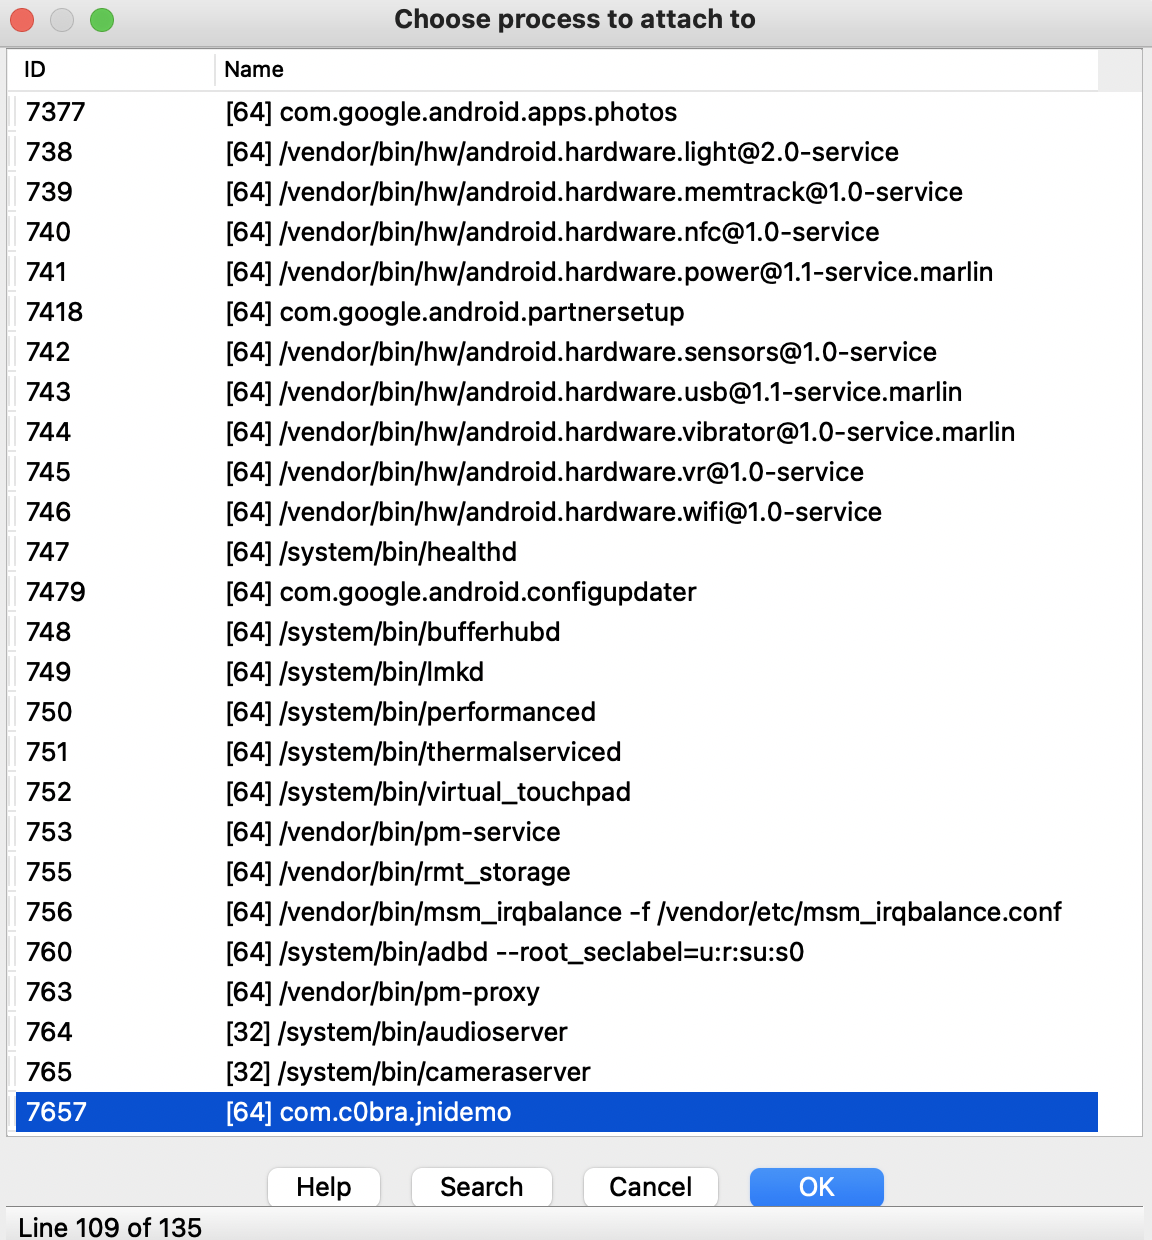 Choose process to attach to
ID Name
7377 [64] com.google.android.apps.photos
738 [64] /vendor/bin/hw/android.hardware.light@2.0-service
739 [64] /vendor/bin/hw/android.hardware.memtrack@1.0-service
740 [64] /vendor/bin/hw/android.hardware.nfc@1.0-service
741 [64] /vendor/bin/hw/android.hardware.power@1.1-service.marlin
7418 [64] com.google.android.partnersetup
742 [64] /vendor/bin/hw/android.hardware.sensors@1.0-service
743 [64] /vendor/bin/hw/android.hardware.usb@1.1-service.marlin
744 [64] /vendor/bin/hw/android.hardware.vibrator@1.0-service.marlin
745 [64] /vendor/bin/hw/android.hardware.vr@1.0-service
746 [64] /vendor/bin/hw/android.hardware.wifi@1.0-service
747 [64] /system/bin/healthd
7479 [64] com.google.android.configupdater
748 [64] /system/bin/bufferhubd
749 [64] /system/bin/lmkd
750 [64] /system/bin/performanced
751 [64] /system/bin/thermalserviced
752 [64] /system/bin/virtual_touchpad
753 [64] /vendor/bin/pm-service
755 [64] /vendor/bin/rmt_storage
756 [64] /vendor/bin/msm_irqbalance -f /vendor/etc/msm_irqbalance.conf
760 [64] /system/bin/adbd --root_seclabel=u:r:su:s0
763 [64] /vendor/bin/pm-proxy
764 [32] /system/bin/audioserver
765 [32] /system/bin/cameraserver
7657 [64] com.c0bra.jnidemo
Help Search Cancel OK
Line 109 of 135